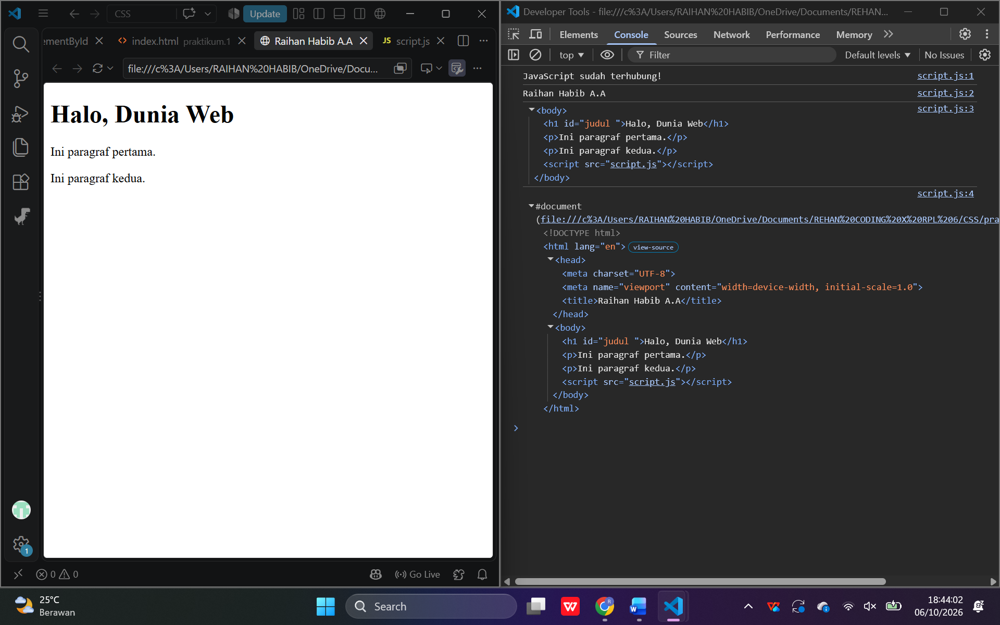 CSS
Update
ementById
index.html praktikum.1
Raihan Habib A.A
JS script.js
file:///c%3A/Users/RAIHAN%20HABIB/OneDrive/Docu...
Halo, Dunia Web
Ini paragraf pertama.
Ini paragraf kedua.
1
0 0
Go Live
Developer Tools - file:///c%3A/Users/RAIHAN%20HABIB/OneDrive/Documents/REHAN...
Elements Console Sources Network Performance Memory
top
Filter
Default levels
No Issues
JavaScript sudah terhubung! script.js:1
Raihan Habib A.A script.js:2
<body> script.js:3
<h1 id="judul ">Halo, Dunia Web</h1>
<p>Ini paragraf pertama.</p>
<p>Ini paragraf kedua.</p>
<script src="script.js"></script>
</body>
script.js:4
#document
(file:///c%3A/Users/RAIHAN%20HABIB/OneDrive/Documents/REHAN%20CODING%20X%20RPL%206/CSS/pra
<!DOCTYPE html>
<html lang="en"> view-source
<head>
<meta charset="UTF-8">
<meta name="viewport" content="width=device-width, initial-scale=1.0">
<title>Raihan Habib A.A</title>
</head>
<body>
<h1 id="judul ">Halo, Dunia Web</h1>
<p>Ini paragraf pertama.</p>
<p>Ini paragraf kedua.</p>
<script src="script.js"></script>
</body>
</html>
25°C
Berawan
Search
18:44:02
06/10/2026